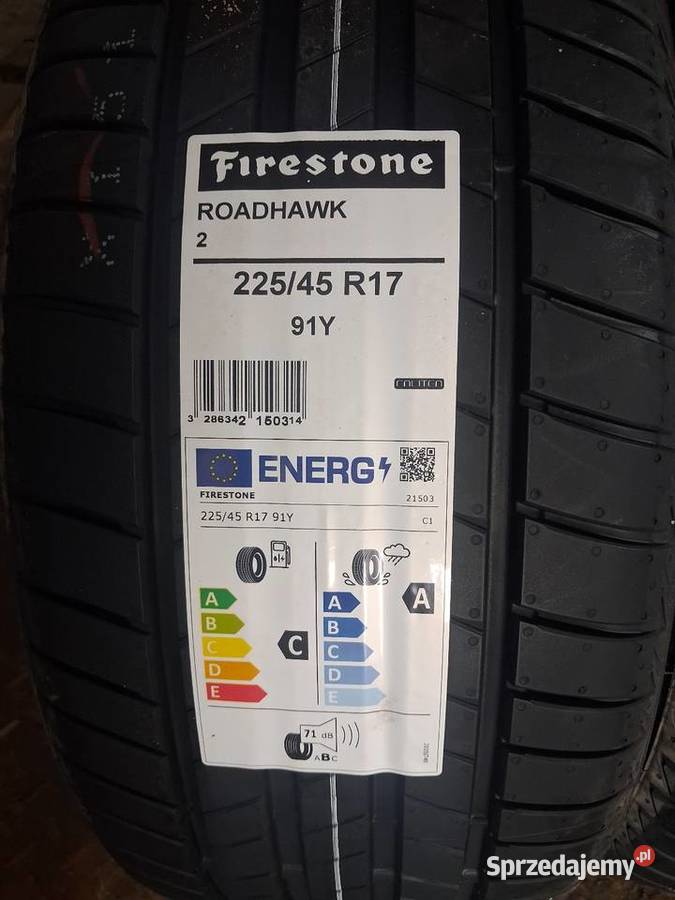 Firestone
ROADHAWK
2
225/45 R17
91Y
3 286342 150314
ENERG
FIRESTONE
21503
225/45 R17 91Y
C1
A
B
C
D
E
C
A
B
C
D
E
A
71 dB
ABC
Sprzedajemy.pl